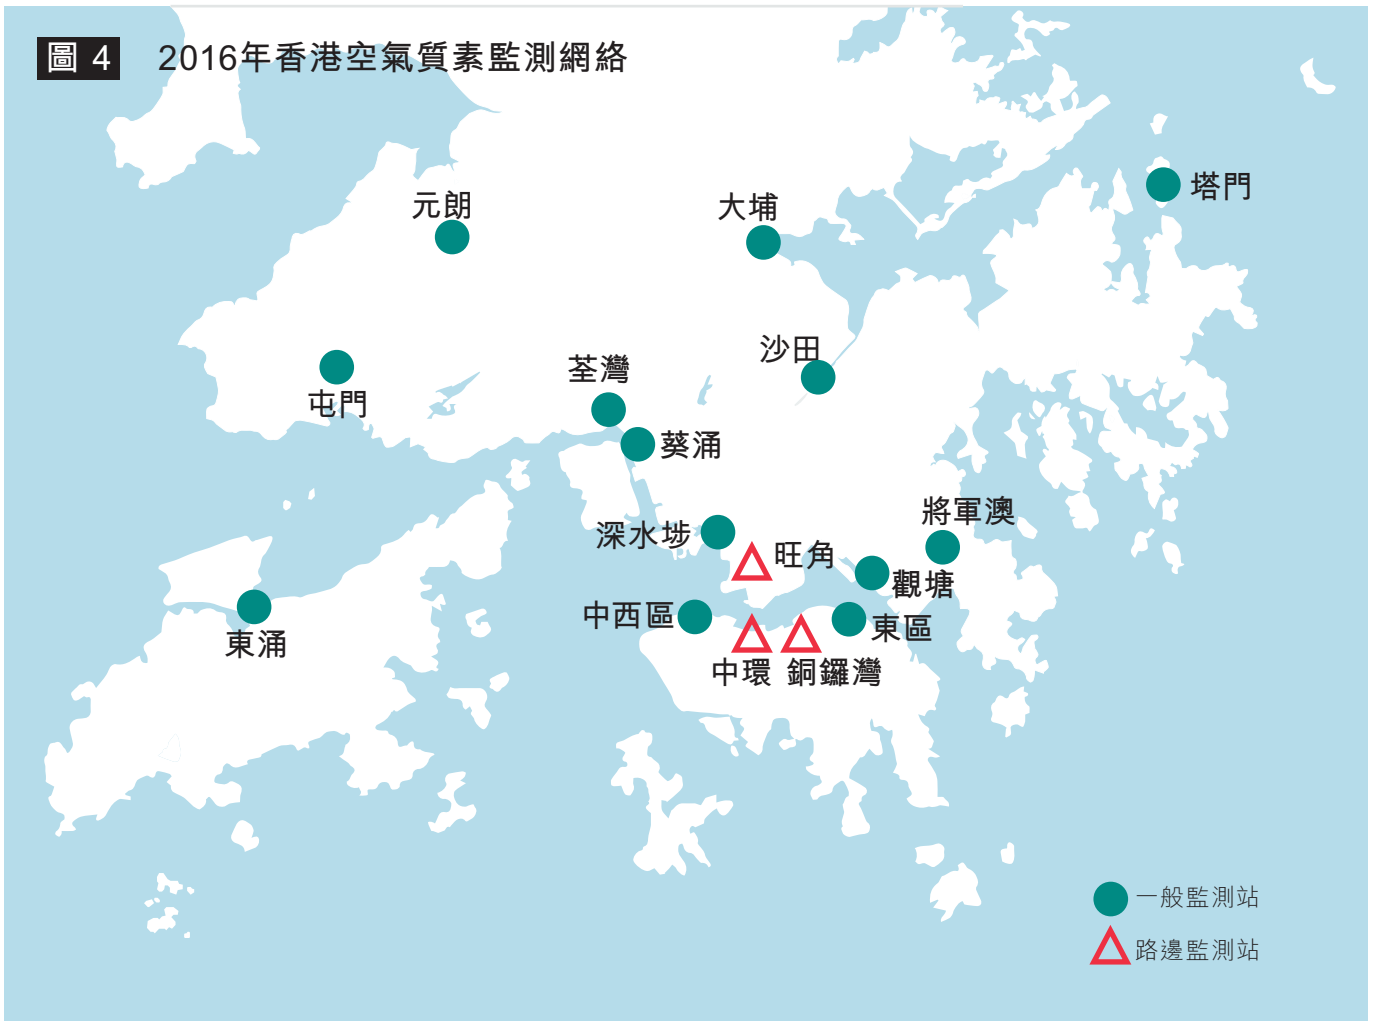 圖 4 2016年香港空氣質素監測網絡
塔門
元朗
大埔
沙田
荃灣
屯門
葵涌
將軍澳
深水埗
旺角
觀塘
中西區
東區
東涌
中環
銅鑼灣
一般監測站
路邊監測站